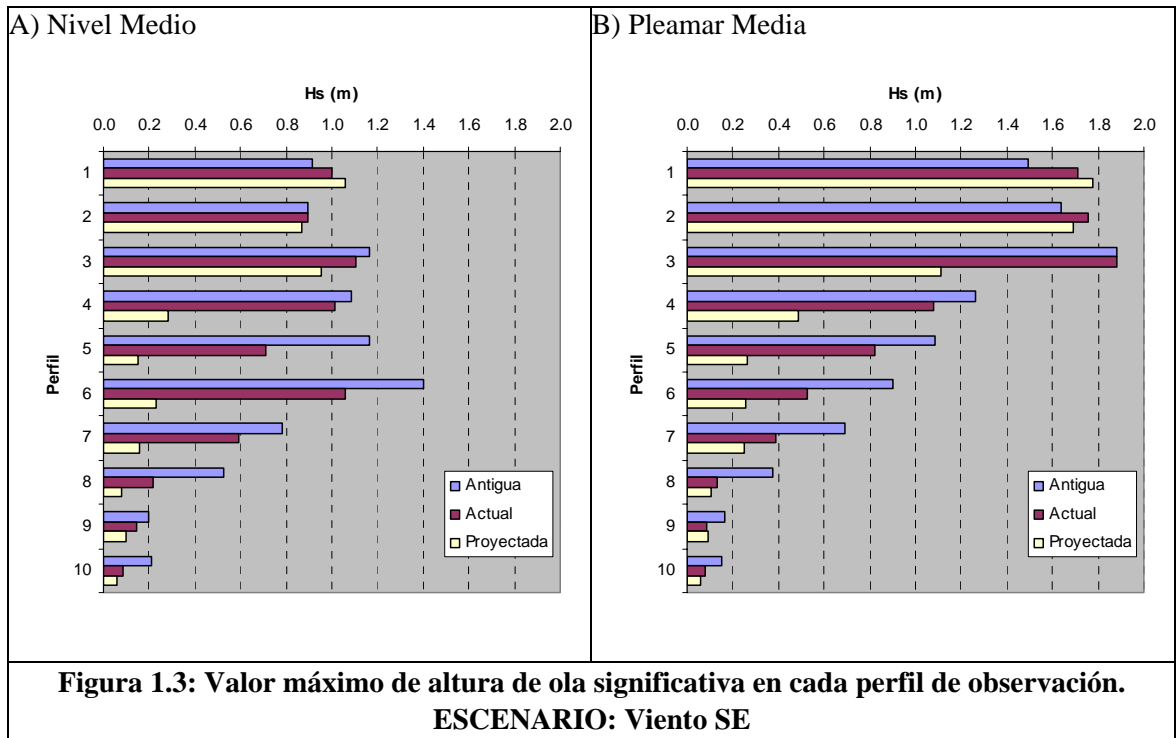 A) Nivel Medio
Hs (m)
0.0 0.2 0.4 0.6 0.8 1.0 1.2 1.4 1.6 1.8 2.0
Perfil
1
2
3
4
5
6
7
8
9
10
Antigua
Actual
Proyectada
B) Pleamar Media
Hs (m)
0.0 0.2 0.4 0.6 0.8 1.0 1.2 1.4 1.6 1.8 2.0
Perfil
1
2
3
4
5
6
7
8
9
10
Antigua
Actual
Proyectada
Figura 1.3: Valor máximo de altura de ola significativa en cada perfil de observación.
ESCENARIO: Viento SE